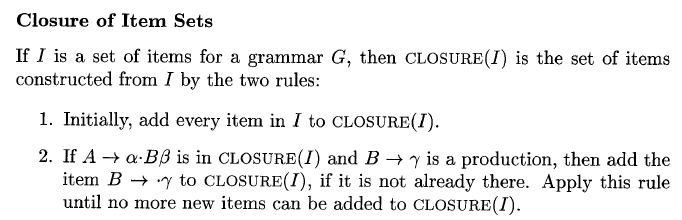 Closure of Item Sets
If I is a set of items for a grammar G, then CLOSURE(I) is the set of items
constructed from I by the two rules:
1. Initially, add every item in I to CLOSURE(I).
2. If A → α·Bβ is in CLOSURE(I) and B → γ is a production, then add the
item B → ·γ to CLOSURE(I), if it is not already there. Apply this rule
until no more new items can be added to CLOSURE(I).